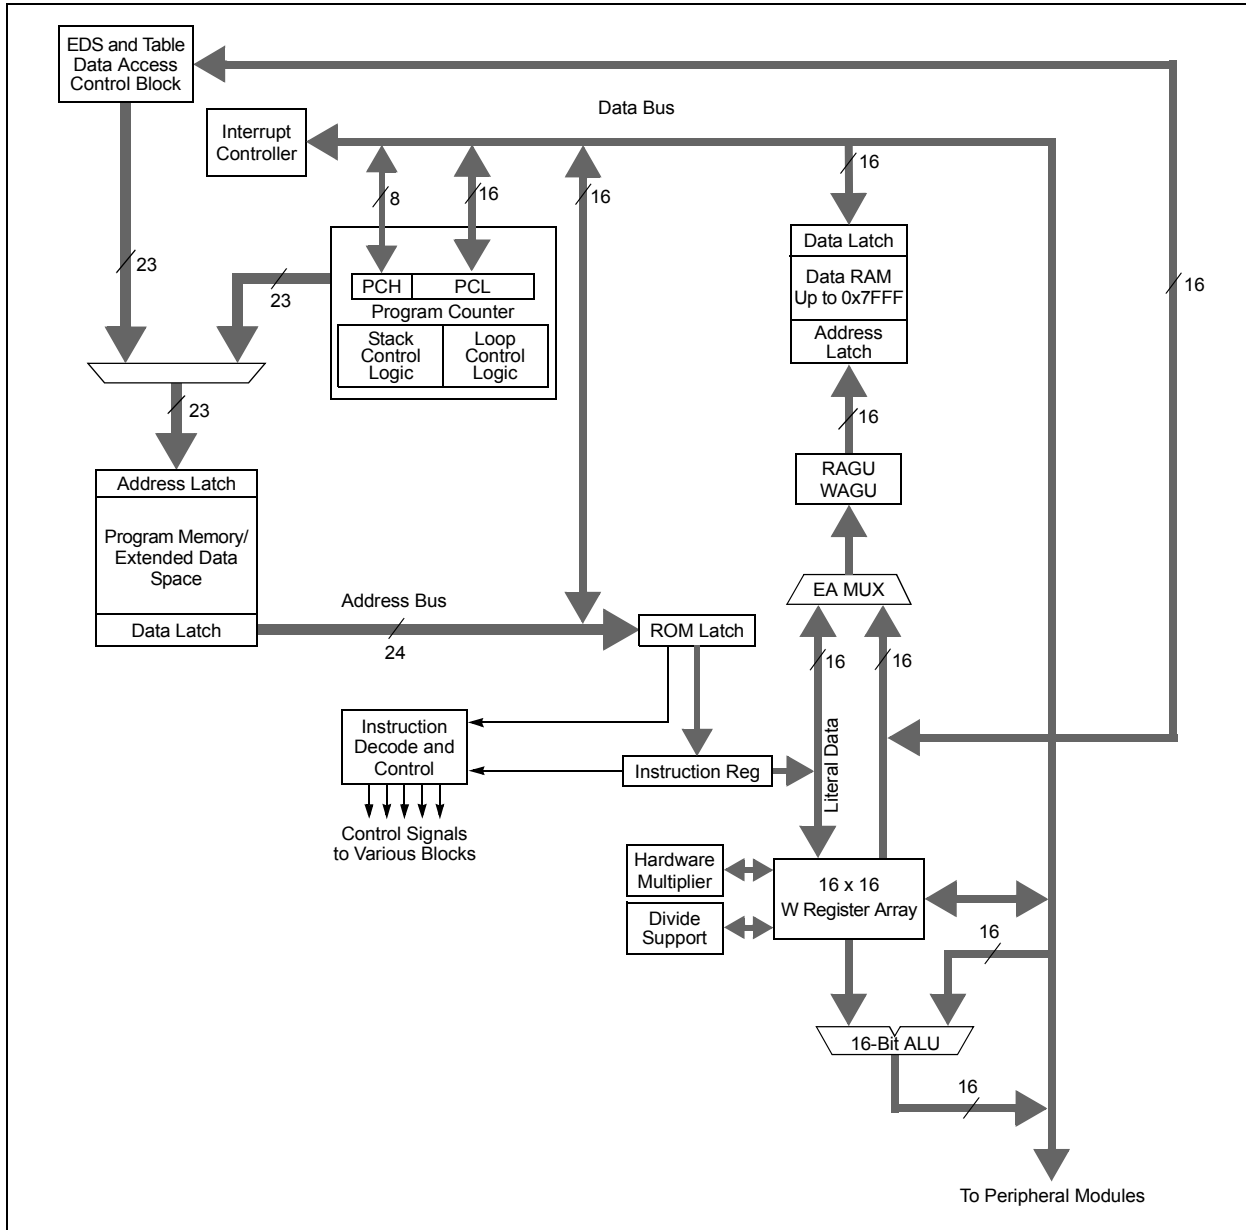 EDS and Table
Data Access
Control Block
Data Bus
Interrupt
Controller
16
8
16
16
16
23
23
Data Latch
Data RAM
Up to 0x7FFF
Address
Latch
PCH
PCL
Program Counter
Stack
Control
Logic
Loop
Control
Logic
23
16
RAGU
WAGU
Address Latch
Program Memory/
Extended Data
Space
Data Latch
EA MUX
Address Bus
24
ROM Latch
16
16
Instruction
Decode and
Control
Instruction Reg
Literal Data
Control Signals
to Various Blocks
Hardware
Multiplier
16 x 16
W Register Array
Divide
Support
16
16-Bit ALU
16
To Peripheral Modules